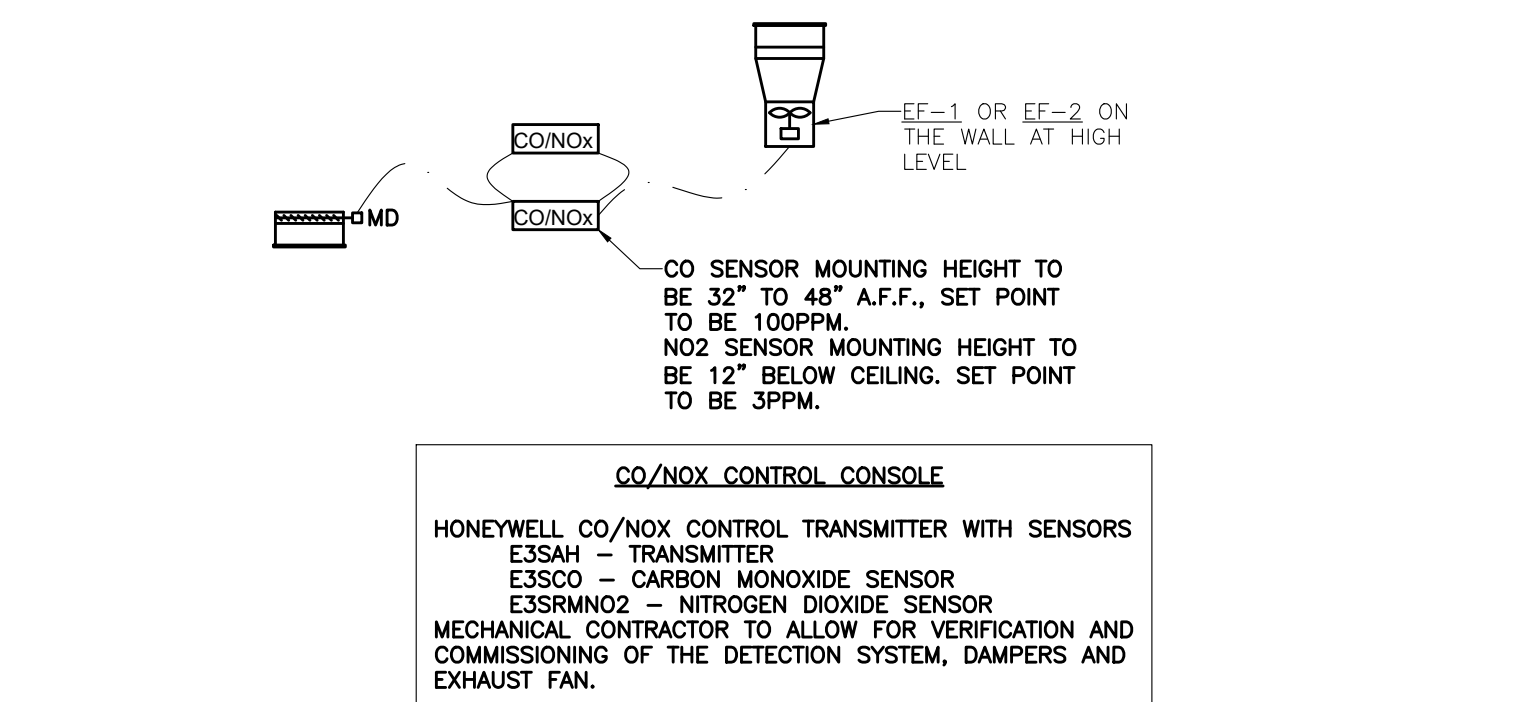 EF-1 OR EF-2 ON
THE WALL AT HIGH
LEVEL
CO/NOx
CO/NOx
MD
CO SENSOR MOUNTING HEIGHT TO
BE 32" TO 48" A.F.F., SET POINT
TO BE 100PPM.
NO2 SENSOR MOUNTING HEIGHT TO
BE 12" BELOW CEILING. SET POINT
TO BE 3PPM.
CO/NOX CONTROL CONSOLE
HONEYWELL CO/NOX CONTROL TRANSMITTER WITH SENSORS
E3SAH - TRANSMITTER
E3SCO - CARBON MONOXIDE SENSOR
E3SRMNO2 - NITROGEN DIOXIDE SENSOR
MECHANICAL CONTRACTOR TO ALLOW FOR VERIFICATION AND
COMMISSIONING OF THE DETECTION SYSTEM, DAMPERS AND
EXHAUST FAN.